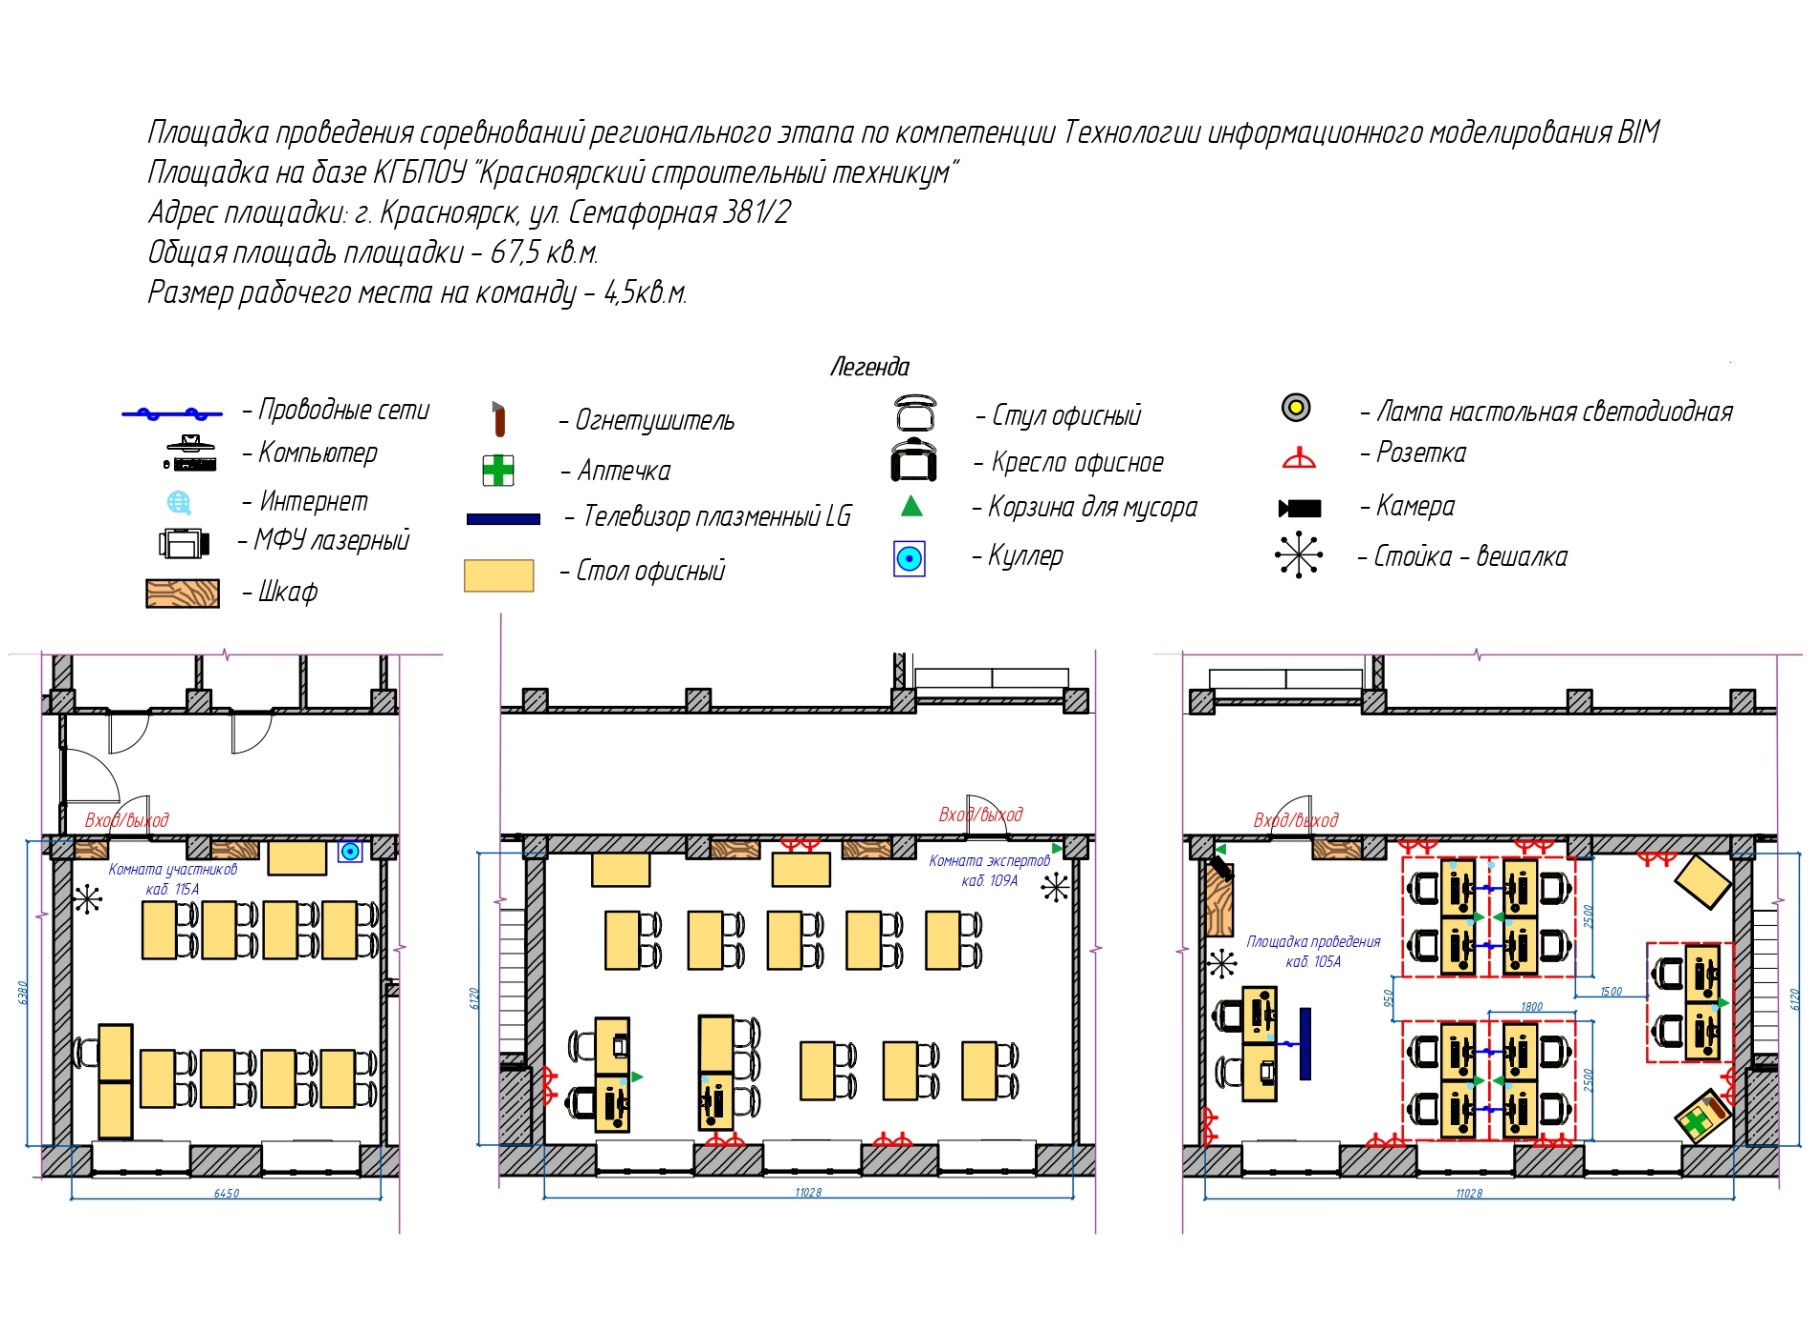 Площадка проведения соревнований регионального этапа по компетенции Технологии информационного моделирования BIM
Площадка на базе КГБПОУ "Красноярский строительный техникум"
Адрес площадки: г. Красноярск, ул. Семафорная 381/2
Общая площадь площадки - 67,5 кв.м.
Размер рабочего места на команду - 4,5кв.м.
Легенда
- Проводные сети
- Компьютер
- Интернет
- МФУ лазерный
- Шкаф
- Огнетушитель
- Аптечка
- Телевизор плазменный LG
- Стол офисный
- Стул офисный
- Кресло офисное
- Корзина для мусора
- Куллер
- Лампа настольная светодиодная
- Розетка
- Камера
- Стойка - вешалка
Вход/выход
Комната участников
каб. 115А
6380
6450
Вход/выход
Комната экспертов
каб. 109А
6120
11028
Вход/выход
Площадка проведения
каб. 105А
2500
950
1500
1800
2500
6120
11028